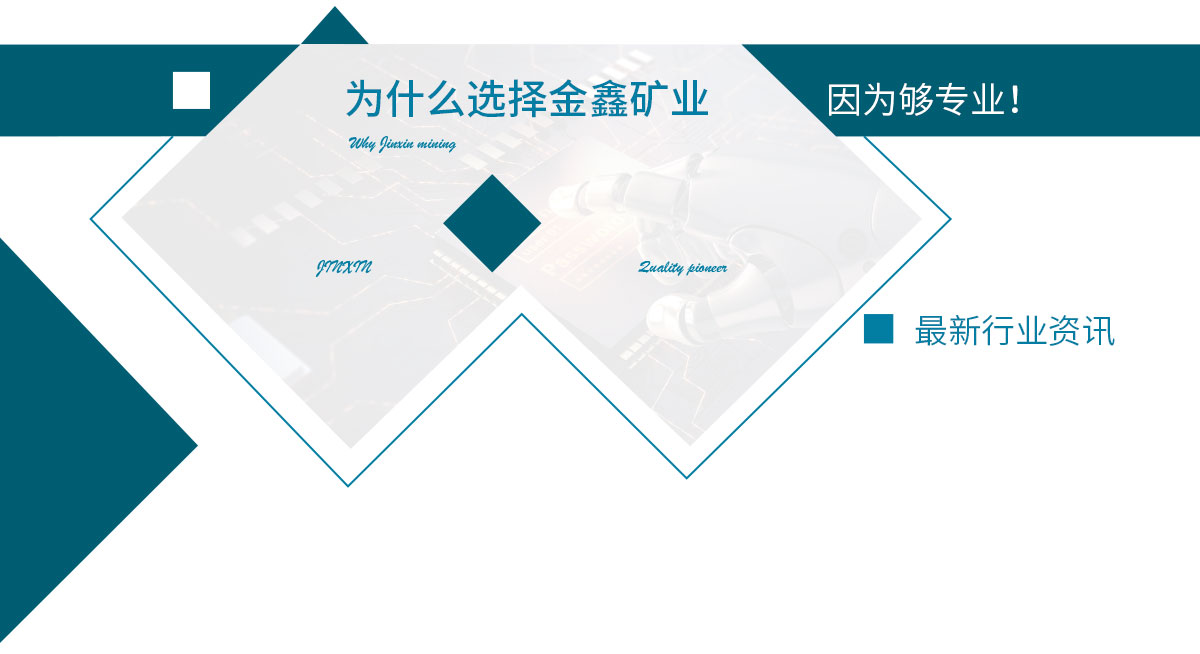 为什么选择金鑫矿业
因为够专业！
Why Jinxin mining
JINXIN
Quality pioneer
最新行业资讯